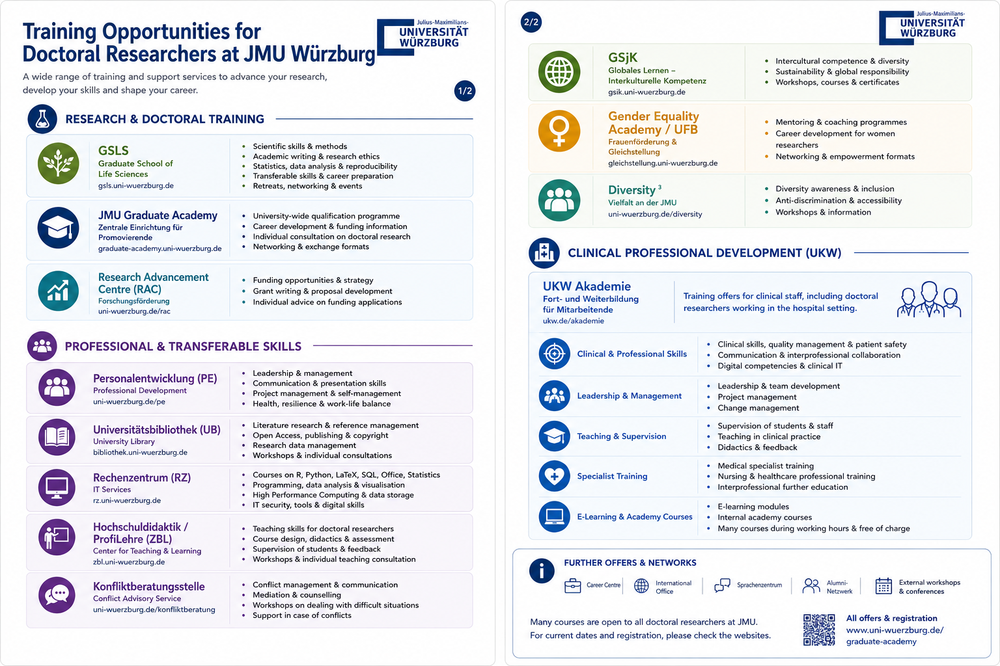 Training Opportunities for
Doctoral Researchers at JMU Würzburg
Julius-Maximilians-
UNIVERSITÄT
WÜRZBURG
A wide range of training and support services to advance your research,
develop your skills and shape your career.
1/2
RESEARCH & DOCTORAL TRAINING
GSLS
Graduate School of
Life Sciences
gsls.uni-wuerzburg.de
• Scientific skills & methods
• Academic writing & research ethics
• Statistics, data analysis & reproducibility
• Transferable skills & career preparation
• Retreats, networking & events
JMU Graduate Academy
Zentrale Einrichtung für
Promovierende
graduate-academy.uni-wuerzburg.de
• University-wide qualification programme
• Career development & funding information
• Individual consultation on doctoral research
• Networking & exchange formats
Research Advancement
Centre (RAC)
Forschungsförderung
uni-wuerzburg.de/rac
• Funding opportunities & strategy
• Grant writing & proposal development
• Individual advice on funding applications
PROFESSIONAL & TRANSFERABLE SKILLS
Personalentwicklung (PE)
Professional Development
uni-wuerzburg.de/pe
• Leadership & management
• Communication & presentation skills
• Project management & self-management
• Health, resilience & work-life balance
Universitätsbibliothek (UB)
University Library
bibliothek.uni-wuerzburg.de
• Literature research & reference management
• Open Access, publishing & copyright
• Research data management
• Workshops & individual consultations
Rechenzentrum (RZ)
IT Services
rz.uni-wuerzburg.de
• Courses on R, Python, LaTeX, SQL, Office, Statistics
• Programming, data analysis & visualisation
• High Performance Computing & data storage
• IT security, tools & digital skills
Hochschuldidaktik /
ProfiLehre (ZBL)
Center for Teaching & Learning
zbl.uni-wuerzburg.de
• Teaching skills for doctoral researchers
• Course design, didactics & assessment
• Supervision of students & feedback
• Workshops & individual teaching consultation
Konfliktberatungsstelle
Conflict Advisory Service
uni-wuerzburg.de/konfliktberatung
• Conflict management & communication
• Mediation & counselling
• Workshops on dealing with difficult situations
• Support in case of conflicts
2/2
Julius-Maximilians-
UNIVERSITÄT
WÜRZBURG
GSjK
Globales Lernen –
Interkulturelle Kompetenz
gsik.uni-wuerzburg.de
• Intercultural competence & diversity
• Sustainability & global responsibility
• Workshops, courses & certificates
Gender Equality
Academy / UFB
Frauenförderung &
Gleichstellung
gleichstellung.uni-wuerzburg.de
• Mentoring & coaching programmes
• Career development for women
researchers
• Networking & empowerment formats
Diversity ³
Vielfalt an der JMU
uni-wuerzburg.de/diversity
• Diversity awareness & inclusion
• Anti-discrimination & accessibility
• Workshops & information
CLINICAL PROFESSIONAL DEVELOPMENT (UKW)
UKW Akademie
Fort- und Weiterbildung
für Mitarbeitende
ukw.de/akademie
Training offers for clinical staff, including doctoral
researchers working in the hospital setting.
Clinical & Professional Skills
• Clinical skills, quality management & patient safety
• Communication & interprofessional collaboration
• Digital competencies & clinical IT
Leadership & Management
• Leadership & team development
• Project management
• Change management
Teaching & Supervision
• Supervision of students & staff
• Teaching in clinical practice
• Didactics & feedback
Specialist Training
• Medical specialist training
• Nursing & healthcare professional training
• Interprofessional further education
E-Learning & Academy Courses
• E-learning modules
• Internal academy courses
• Many courses during working hours & free of charge
FURTHER OFFERS & NETWORKS
Career Centre
International
Office
Sprachenzentrum
Alumni-
Netzwerk
External workshops
& conferences
Many courses are open to all doctoral researchers at JMU.
For current dates and registration, please check the websites.
All offers & registration
www.uni-wuerzburg.de/
graduate-academy